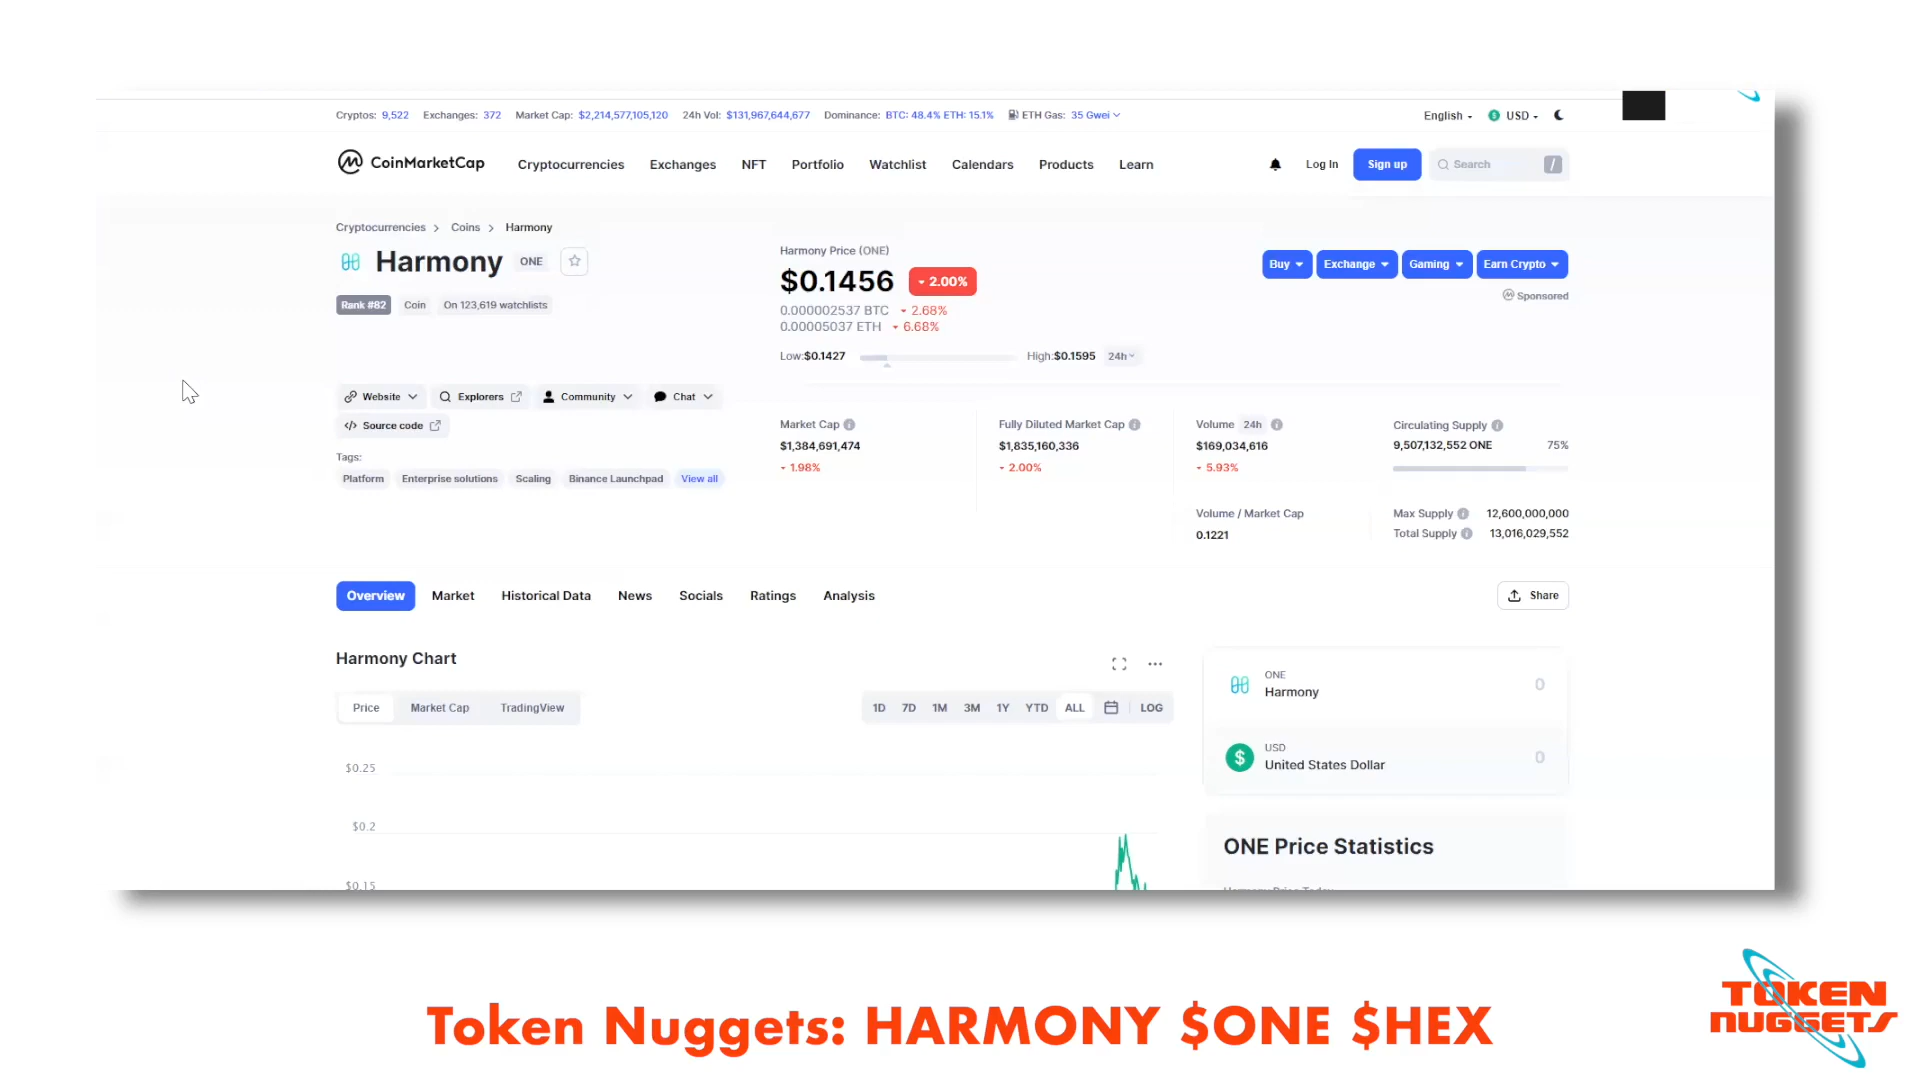 Cryptos: 9,522 Exchanges: 372 Market Cap: $2,214,577,105,120 24h Vol: $131,967,644,677 Dominance: BTC: 48.4% ETH: 15.1% ETH Gas: 35 Gwei English USD
CoinMarketCap Cryptocurrencies Exchanges NFT Portfolio Watchlist Calendars Products Learn Log In Sign up Search /
Cryptocurrencies > Coins > Harmony
Harmony ONE
Rank #82 Coin On 123,619 watchlists
Harmony Price (ONE)
$0.1456 2.00%
0.000002537 BTC 2.68%
0.00005037 ETH 6.68%
Low:$0.1427 High:$0.1595 24h
Buy Exchange Gaming Earn Crypto
Sponsored
Website Explorers Community Chat
Source code
Tags:
Platform Enterprise solutions Scaling Binance Launchpad View all
Market Cap
$1,384,691,474
1.98%
Fully Diluted Market Cap
$1,835,160,336
2.00%
Volume 24h
$169,034,616
5.93%
Volume / Market Cap
0.1221
Circulating Supply
9,507,132,552 ONE 75%
Max Supply 12,600,000,000
Total Supply 13,016,029,552
Overview Market Historical Data News Socials Ratings Analysis Share
Harmony Chart
Price Market Cap TradingView 1D 7D 1M 3M 1Y YTD ALL LOG
$0.25
$0.2
$0.15
ONE
Harmony 0
USD
United States Dollar 0
ONE Price Statistics
Harmony Price Today
Token Nuggets: HARMONY $ONE $HEX
TOKEN
NUGGETS